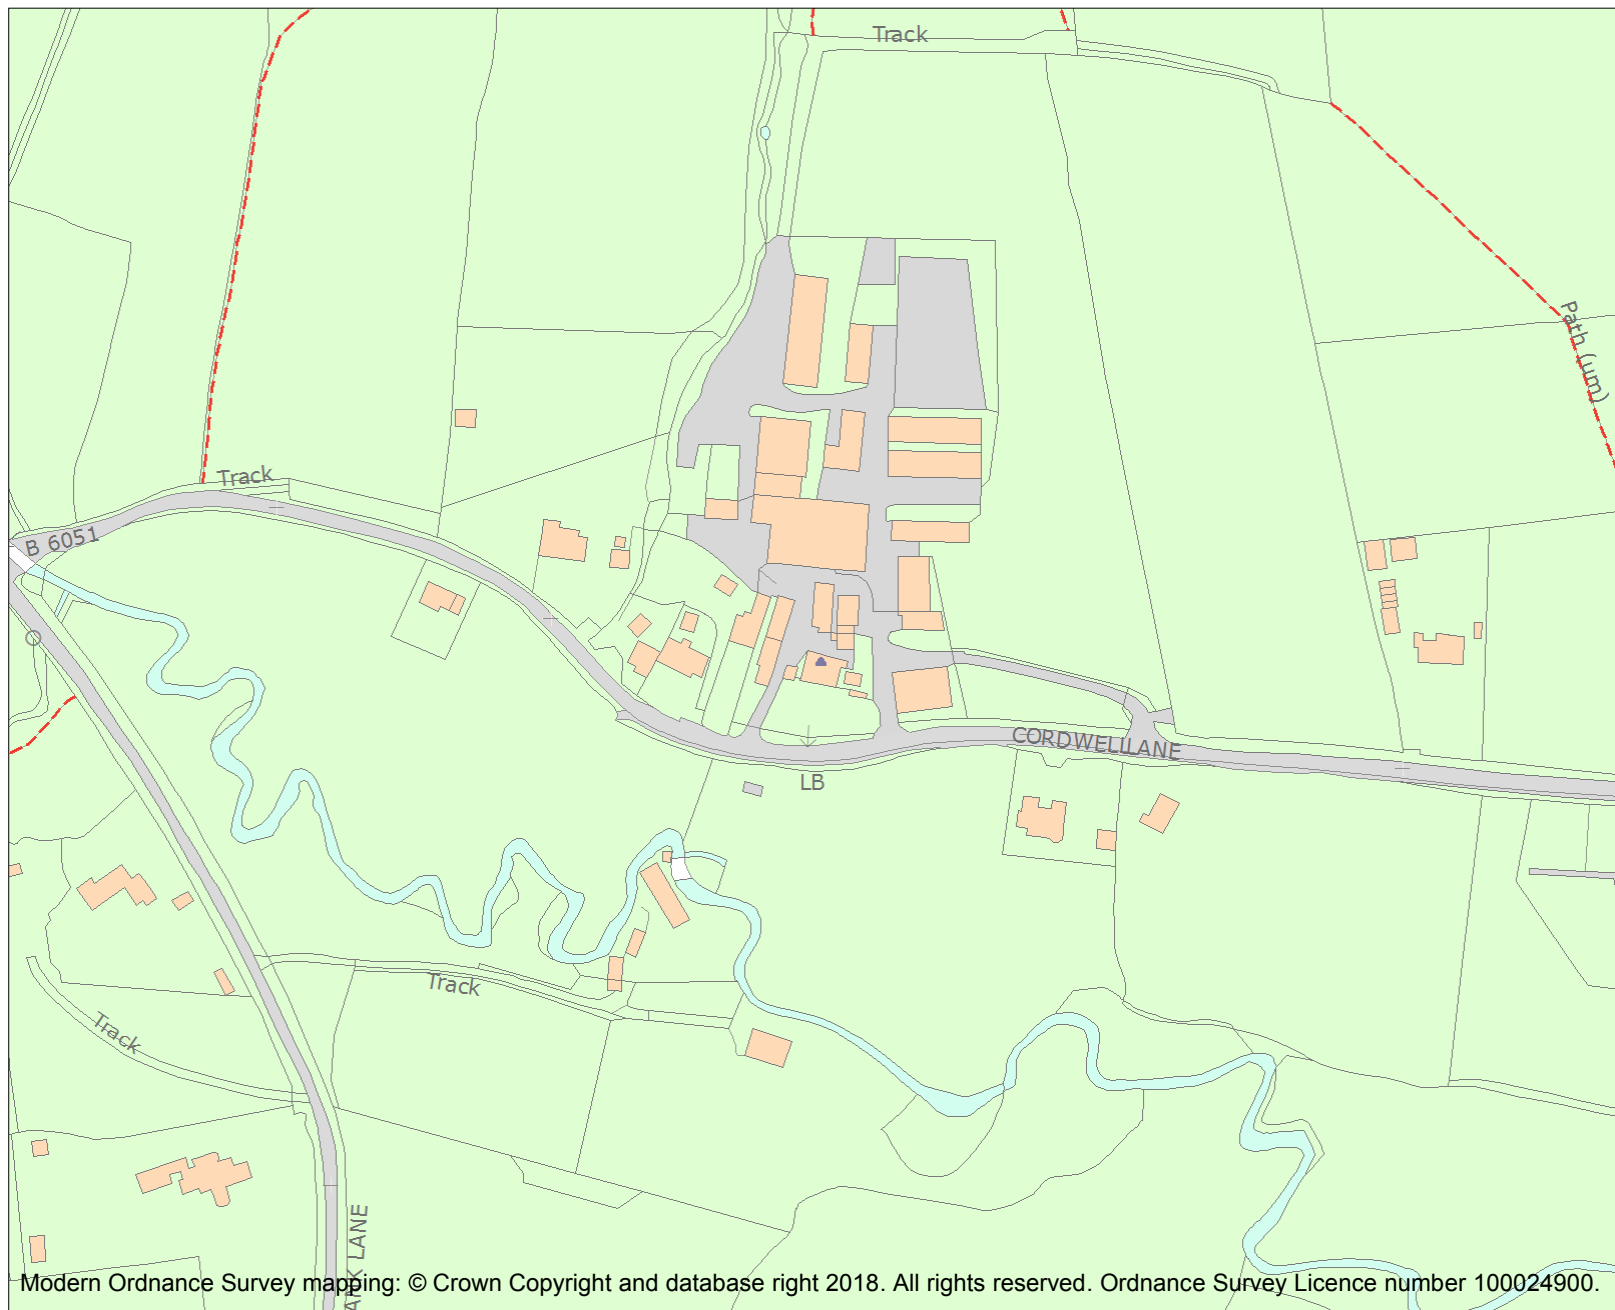 Track
Path (um)
Track
B 6051
CORDWELL LANE
LB
Track
Track
LANE
Modern Ordnance Survey mapping: © Crown Copyright and database right 2018. All rights reserved. Ordnance Survey Licence number 100024900.